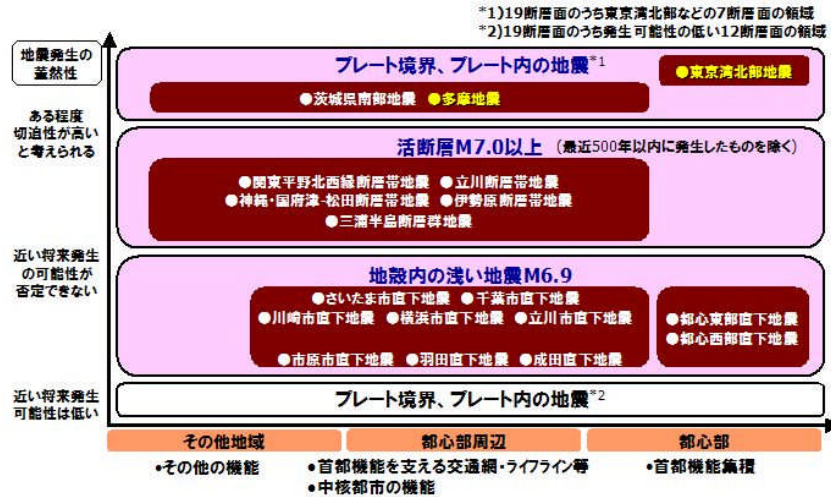 *1)19断層面のうち東京湾北部などの7断層面の領域
*2)19断層面のうち発生可能性の低い12断層面の領域
地震発生の
蓋然性
プレート境界、プレート内の地震*1
●東京湾北部地震
●茨城県南部地震 ●多摩地震
ある程度
切迫性が高い
と考えられる
活断層M7.0以上 (最近500年以内に発生したものを除く)
●関東平野北西縁断層帯地震 ●立川断層帯地震
●神縄・国府津-松田断層帯地震 ●伊勢原断層帯地震
●三浦半島断層群地震
近い将来発生
の可能性が
否定できない
地殻内の浅い地震M6.9
●さいたま市直下地震 ●千葉市直下地震
●川崎市直下地震 ●横浜市直下地震 ●立川市直下地震
●市原市直下地震 ●羽田直下地震 ●成田直下地震
●都心東部直下地震
●都心西部直下地震
近い将来発生
可能性は低い
プレート境界、プレート内の地震*2
その他地域 都心部周辺 都心部
•その他の機能
•首都機能を支える交通網・ライフライン等
•中核都市の機能
•首都機能集積